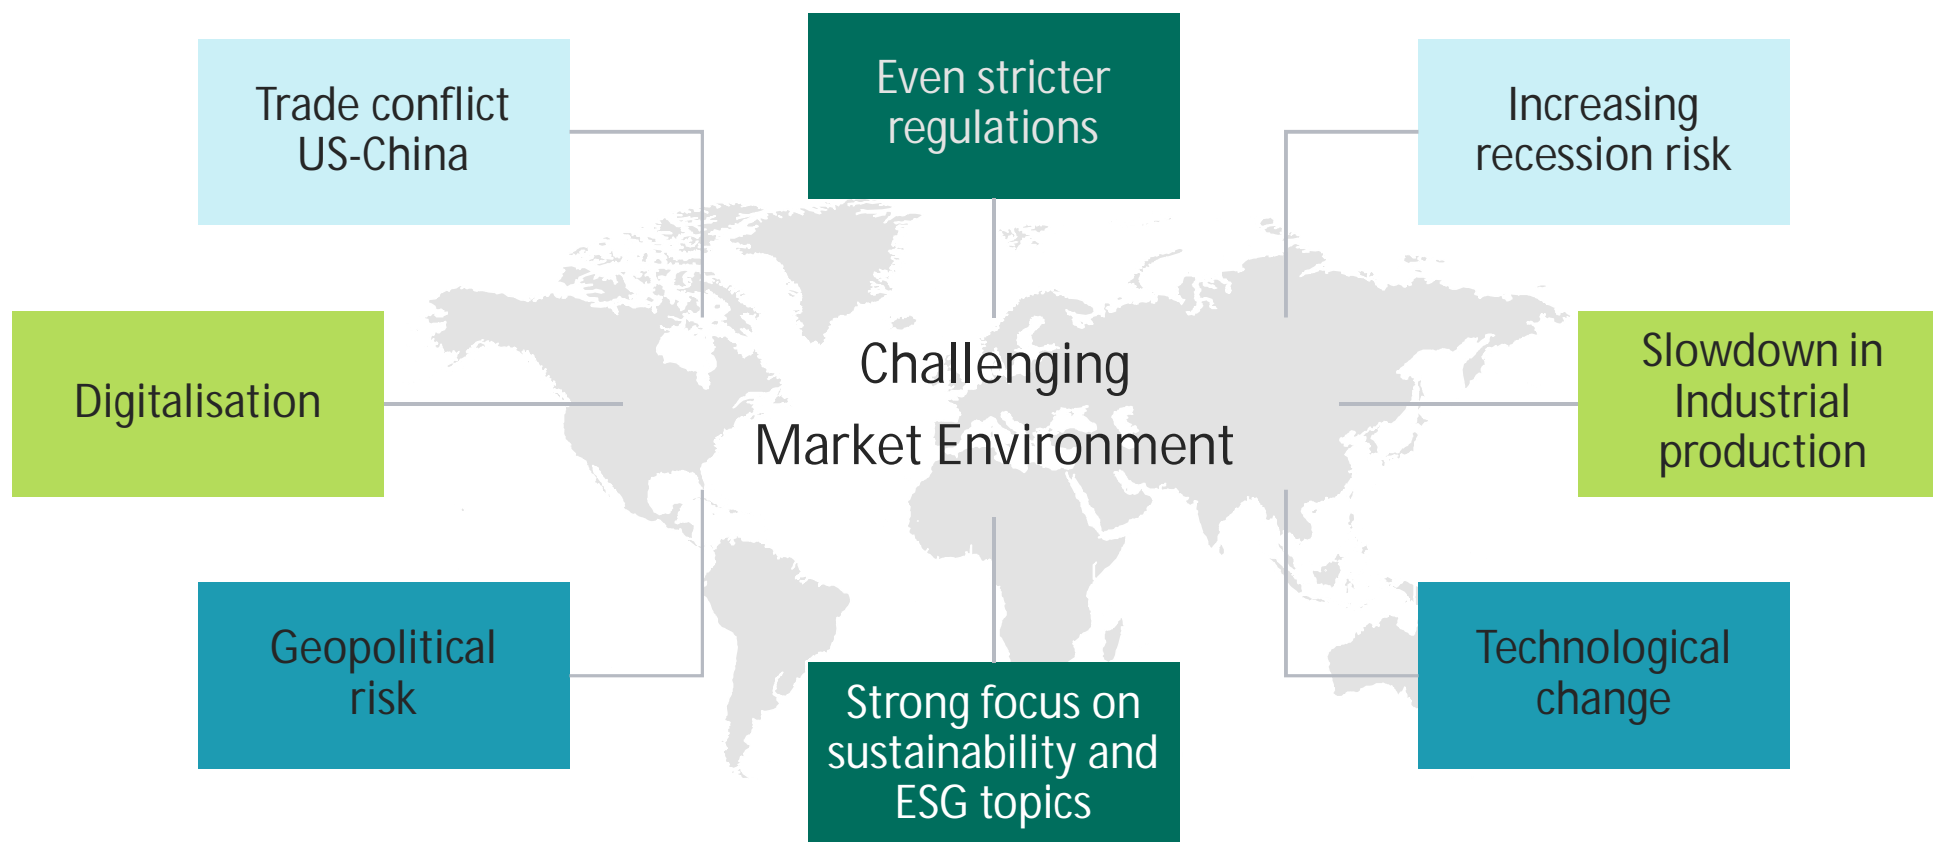 Trade conflict
US-China
Even stricter
regulations
Increasing
recession risk
Digitalisation
Challenging
Market Environment
Slowdown in
Industrial
production
Geopolitical
risk
Strong focus on
sustainability and
ESG topics
Technological
change